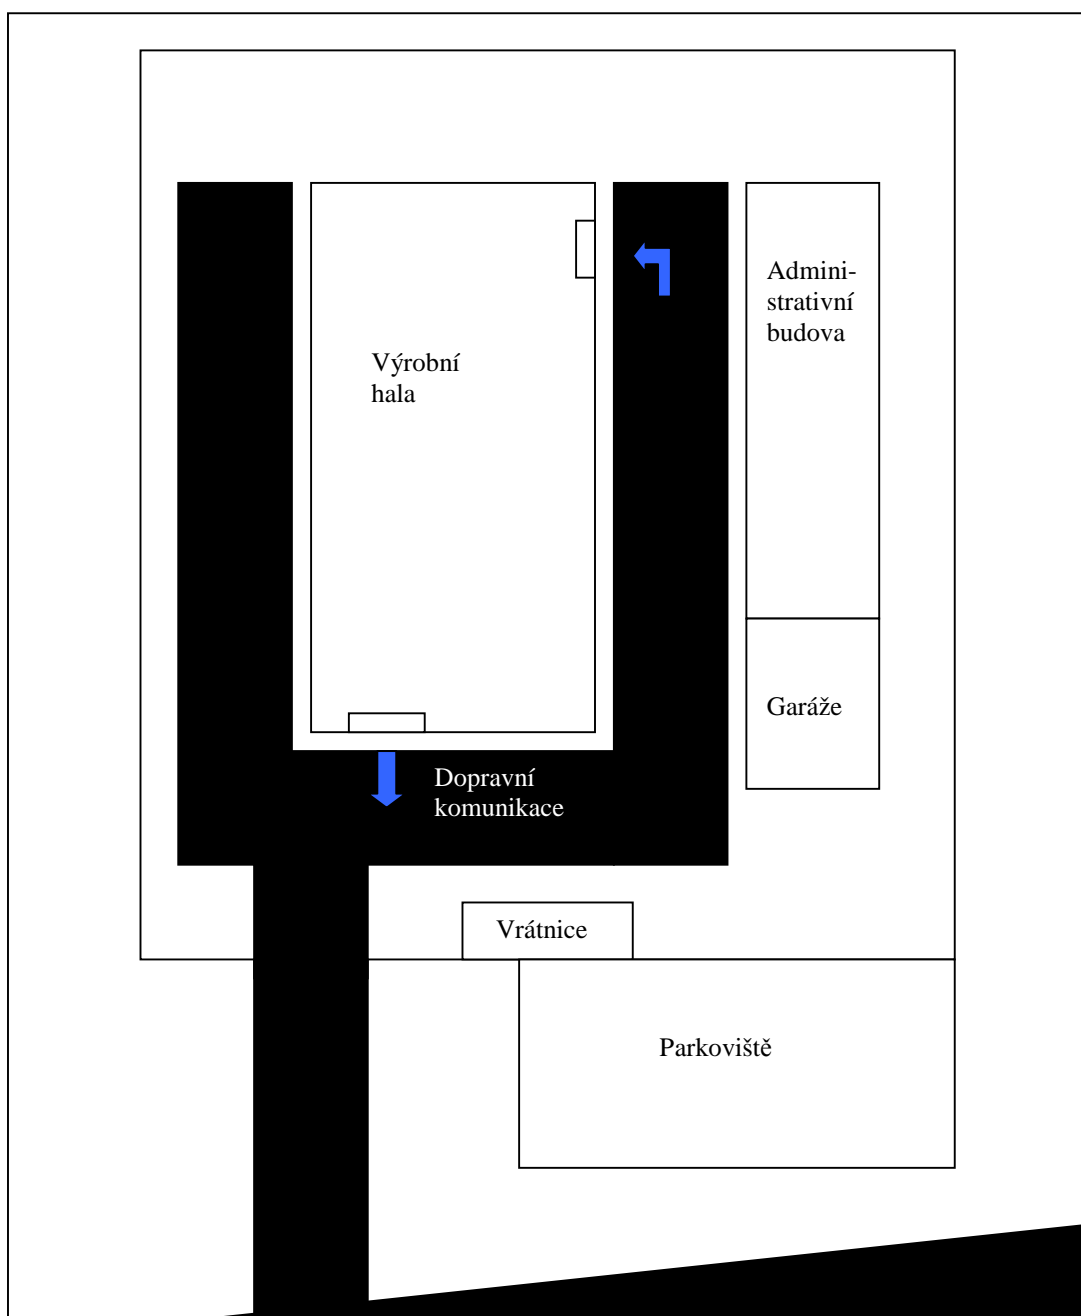 Admini-
strativní
budova
Výrobní
hala
Garáže
Dopravní
komunikace
Vrátnice
Parkoviště